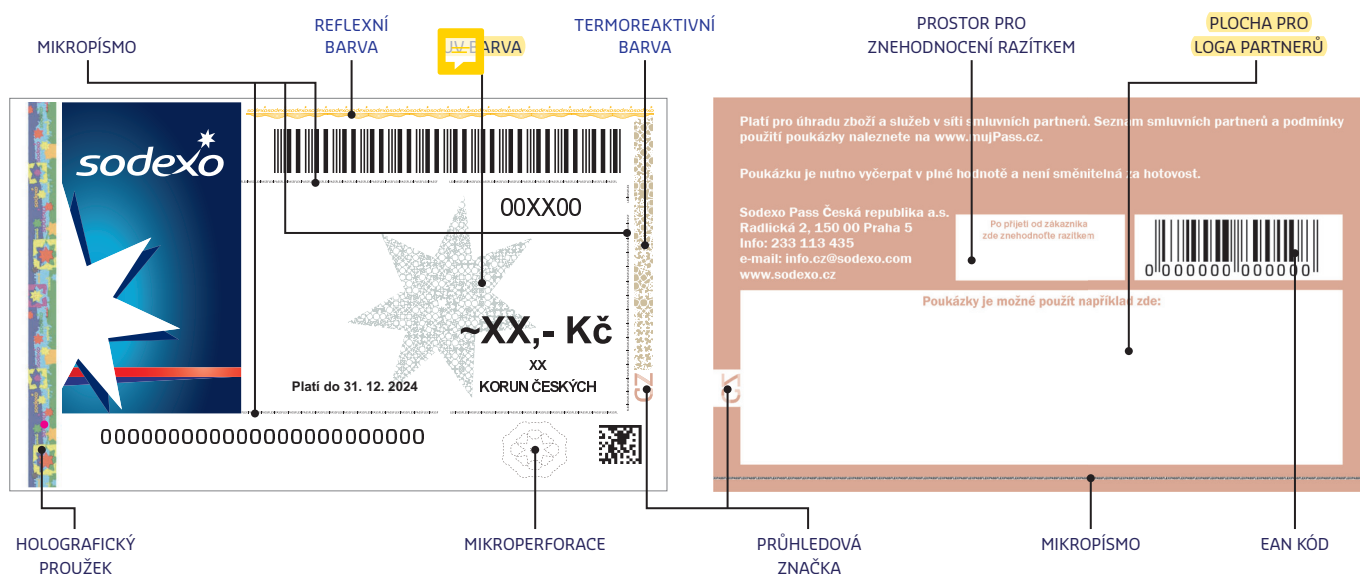 MIKROPÍSMO
REFLEXNÍ
BARVA
UV BARVA
TERMOREAKTIVNÍ
BARVA
PROSTOR PRO
ZNEHODNOCENÍ RAZÍTKEM
PLOCHA PRO
LOGA PARTNERŮ
sodexo
00XX00
~XX,- Kč
XX
KORUN ČESKÝCH
Platí do 31. 12. 2024
CZ
000000000000000000000000
Platí pro úhradu zboží a služeb v síti smluvních partnerů. Seznam smluvních partnerů a podmínky
použití poukázky naleznete na www.mujPass.cz.
Poukázku je nutno vyčerpat v plné hodnotě a není směnitelná za hotovost.
Sodexo Pass Česká republika a.s.
Radlická 2, 150 00 Praha 5
Info: 233 113 435
e-mail: info.cz@sodexo.com
www.sodexo.cz
Po přijetí od zákazníka
zde znehodnoťte razítkem
0 000000 000000
Poukázky je možné použít například zde:
CZ
HOLOGRAFICKÝ
PROUŽEK
MIKROPERFORACE
PRŮHLEDOVÁ
ZNAČKA
MIKROPÍSMO
EAN KÓD